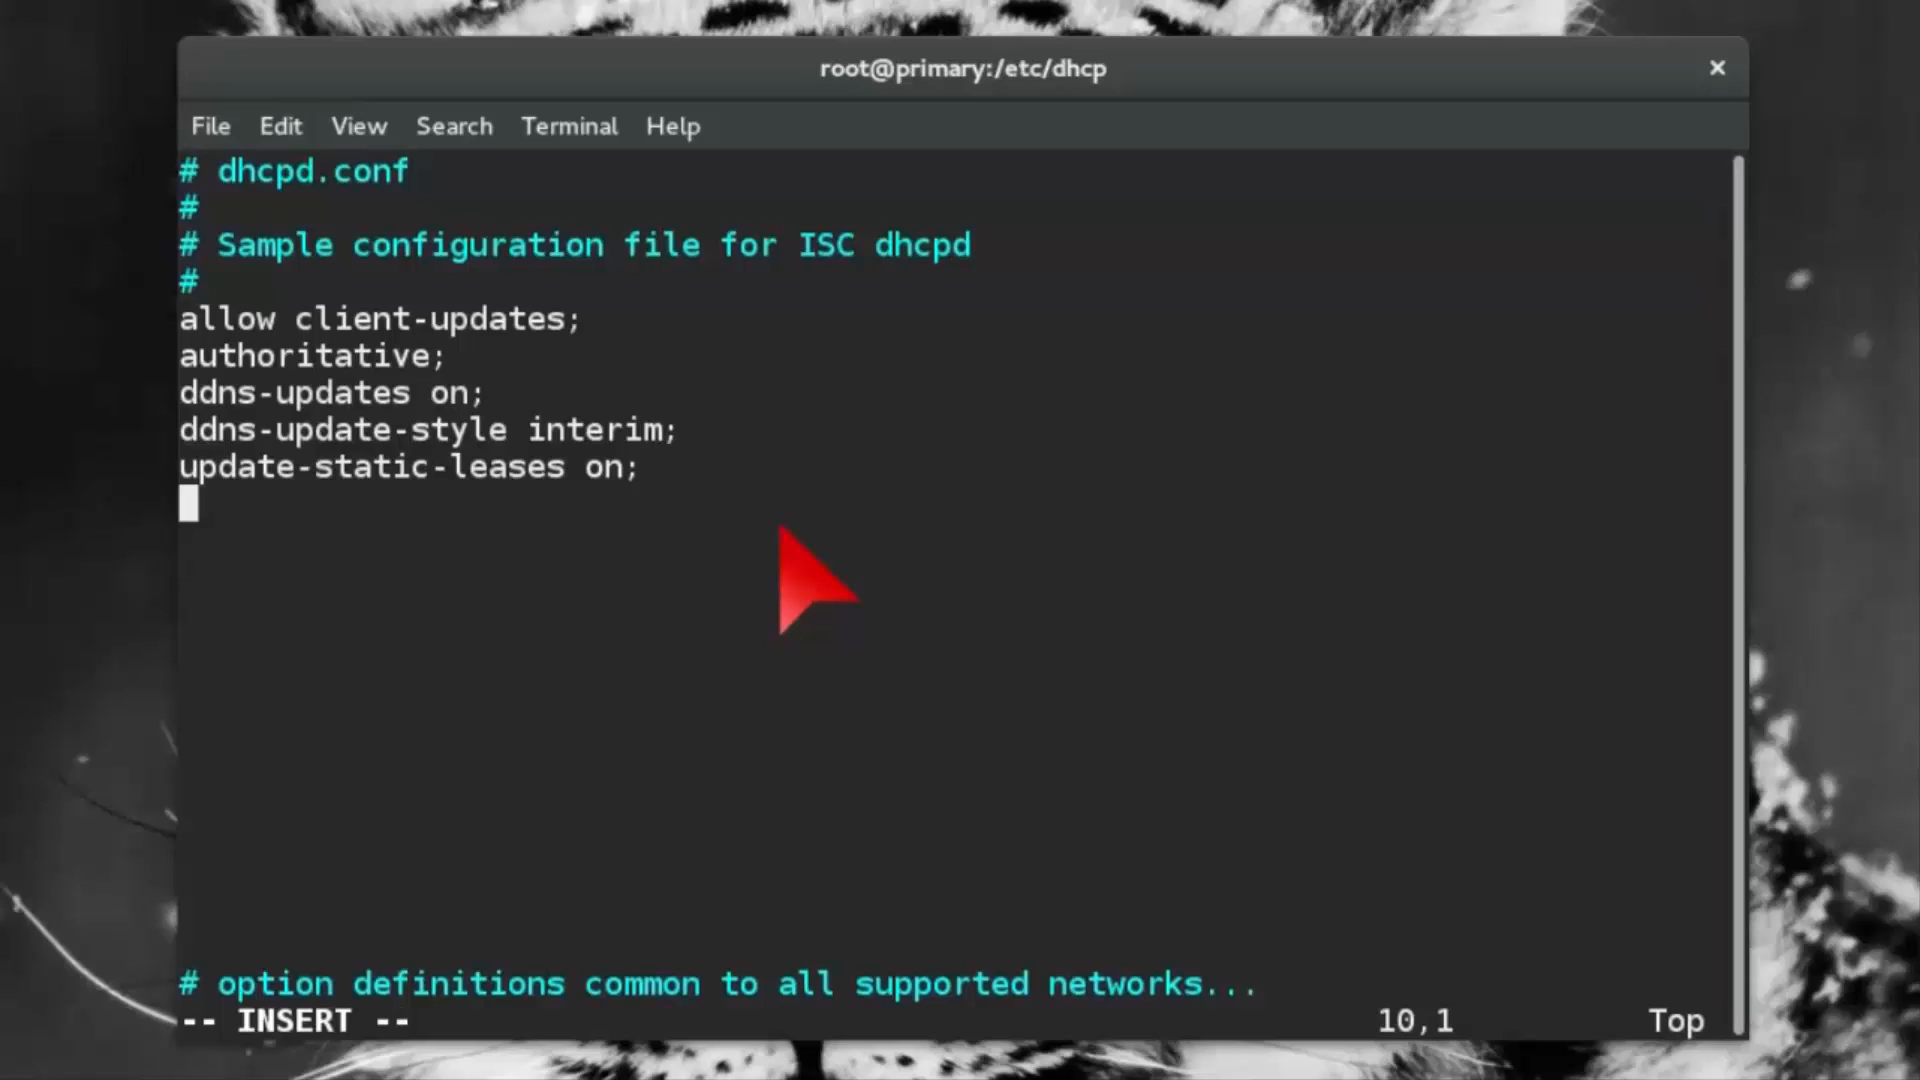 root@primary:/etc/dhcp ×
File Edit View Search Terminal Help
# dhcpd.conf
#
# Sample configuration file for ISC dhcpd
#
allow client-updates;
authoritative;
ddns-updates on;
ddns-update-style interim;
update-static-leases on;
# option definitions common to all supported networks...
-- INSERT -- 10,1 Top